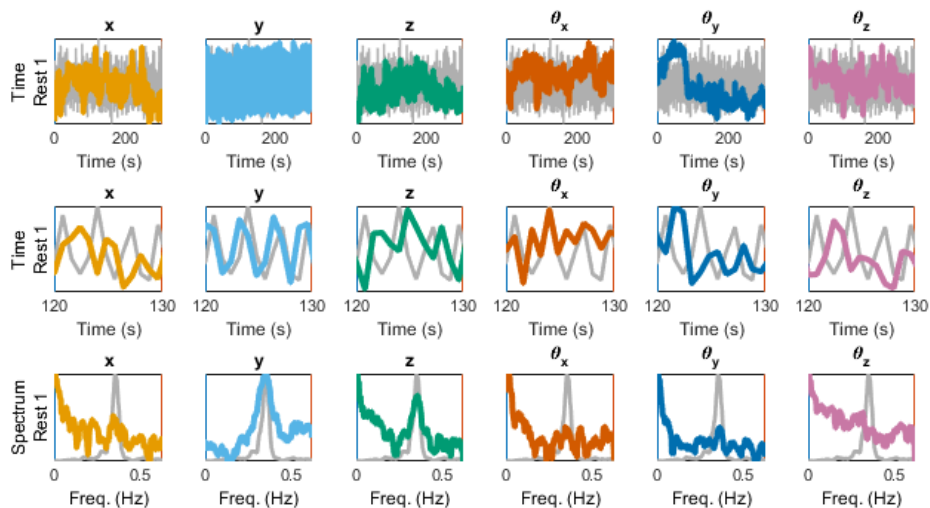 x y z θx θy θz
Time
Rest 1
0 200 0 200 0 200 0 200 0 200 0 200
Time (s) Time (s) Time (s) Time (s) Time (s) Time (s)
x y z θx θy θz
Time
Rest 1
120 130 120 130 120 130 120 130 120 130 120 130
Time (s) Time (s) Time (s) Time (s) Time (s) Time (s)
x y z θx θy θz
Spectrum
Rest 1
0 0.5 0 0.5 0 0.5 0 0.5 0 0.5 0 0.5
Freq. (Hz) Freq. (Hz) Freq. (Hz) Freq. (Hz) Freq. (Hz) Freq. (Hz)